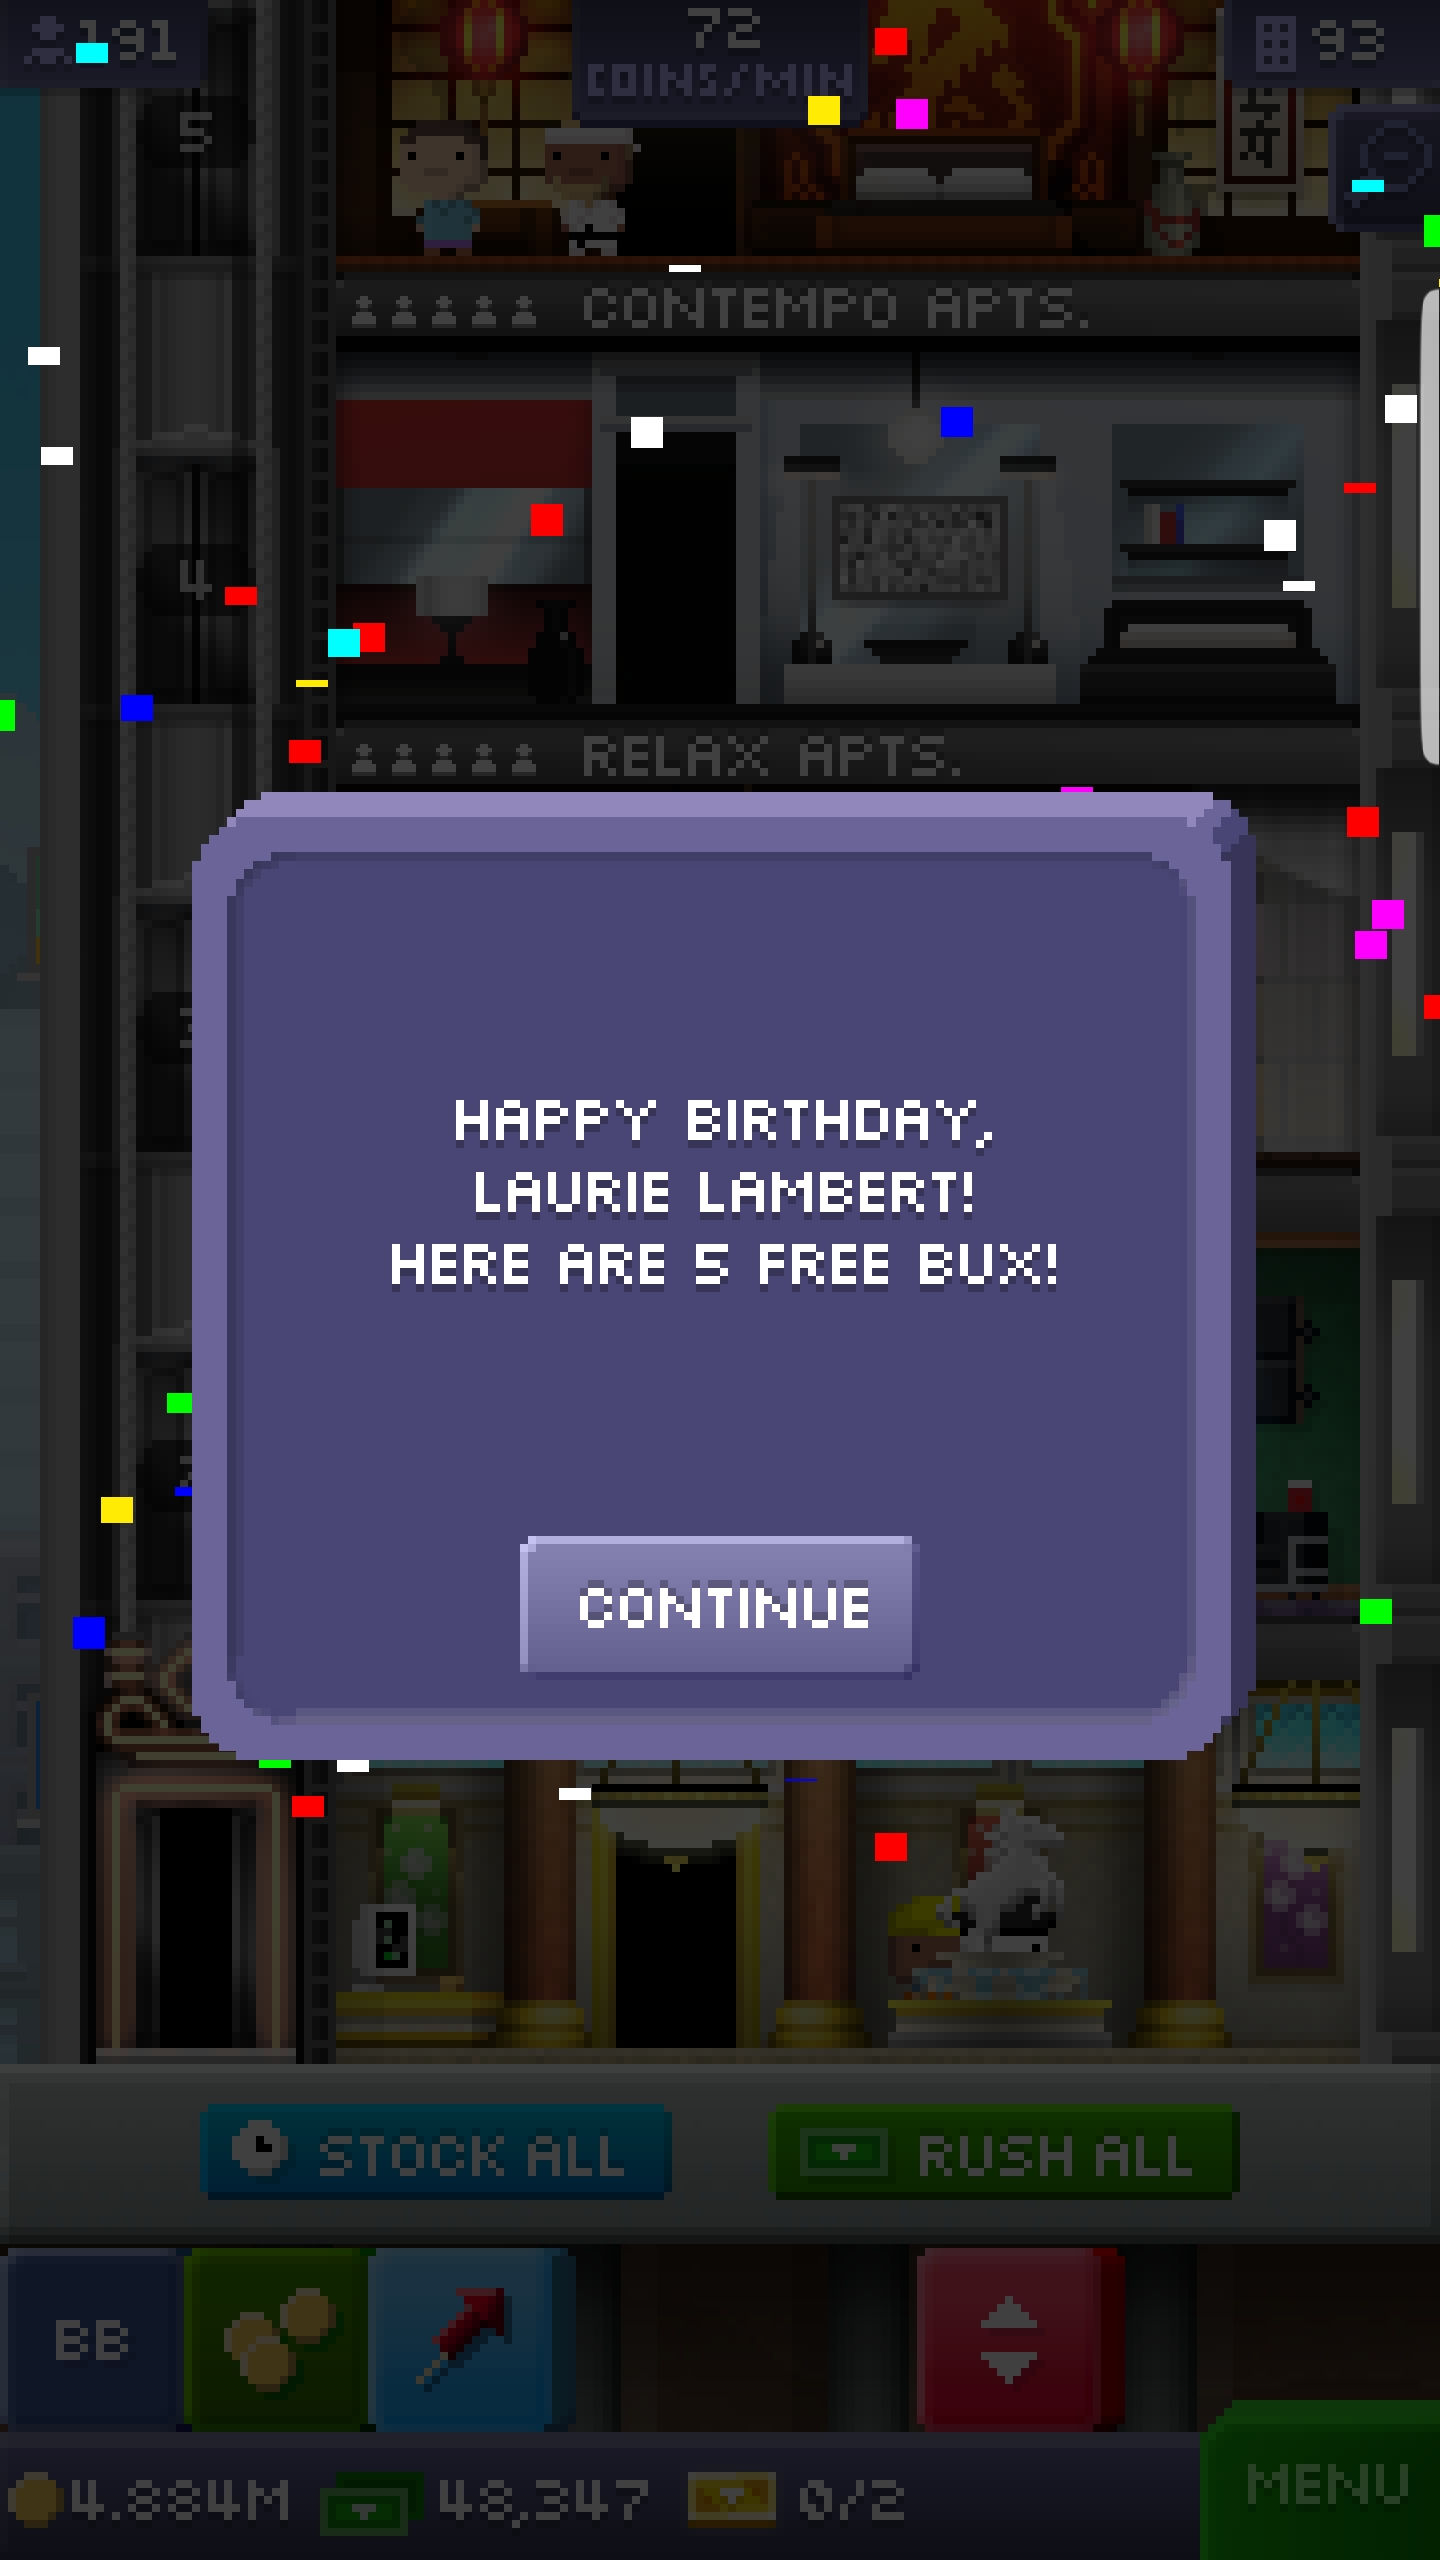 191
72
COINS/MIN
93
5
CONTEMPO APTS.
4
RELAX APTS.
HAPPY BIRTHDAY,
LAURIE LAMBERT!
HERE ARE 5 FREE BUX!
CONTINUE
STOCK ALL
RUSH ALL
BB
4.884M
48,347
0/2
MENU